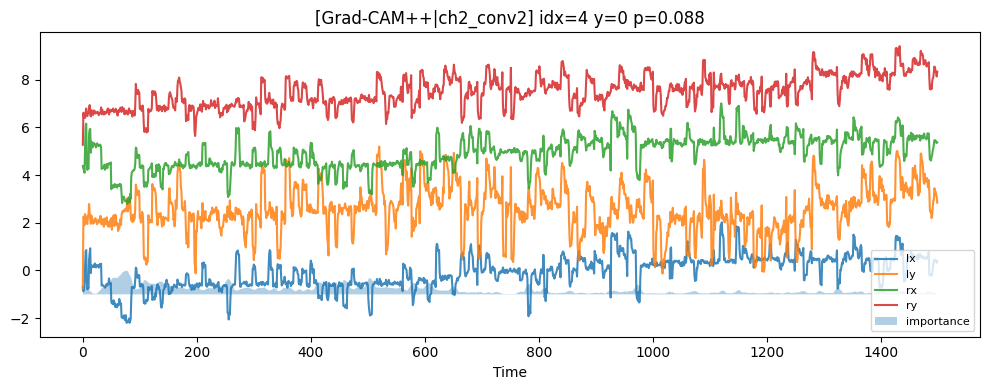 [Grad-CAM++|ch2_conv2] idx=4 y=0 p=0.088
8
6
4
2
0
−2
lx
ly
rx
ry
importance
0 200 400 600 800 1000 1200 1400
Time